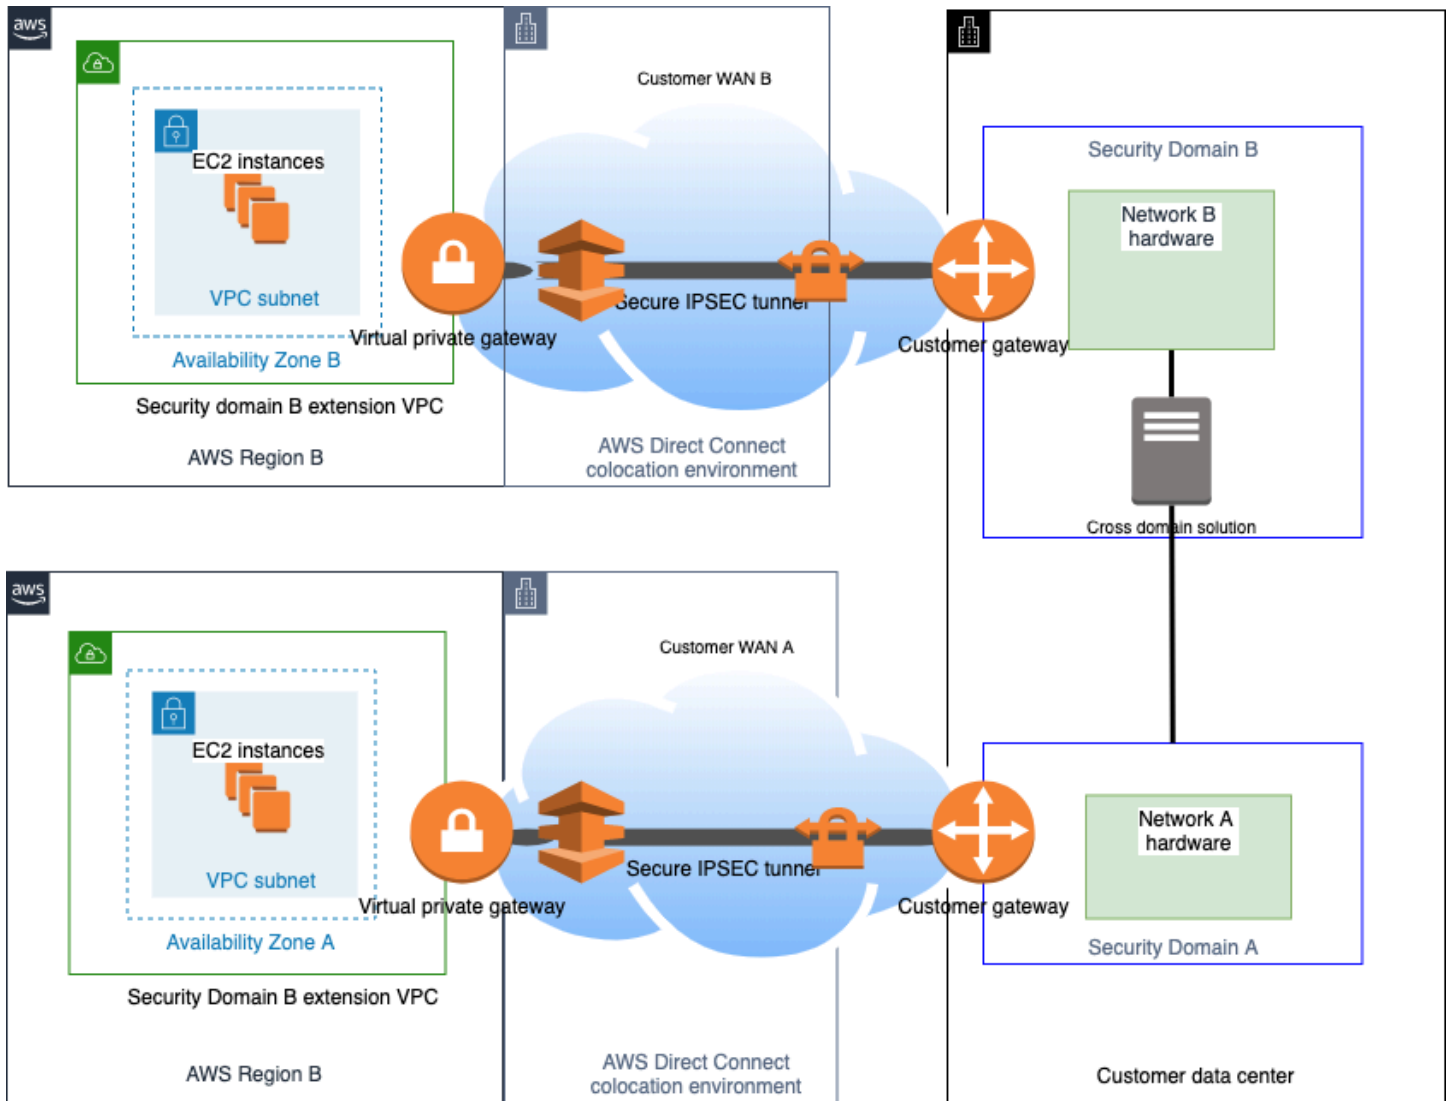 aws
Customer WAN B
EC2 instances
VPC subnet
Availability Zone B
Virtual private gateway
Secure IPSEC tunnel
Customer gateway
Security domain B extension VPC
AWS Region B
AWS Direct Connect
colocation environment
Security Domain B
Network B
hardware
Cross domain solution
aws
Customer WAN A
EC2 instances
VPC subnet
Availability Zone A
Virtual private gateway
Secure IPSEC tunnel
Customer gateway
Security Domain B extension VPC
AWS Region B
AWS Direct Connect
colocation environment
Network A
hardware
Security Domain A
Customer data center